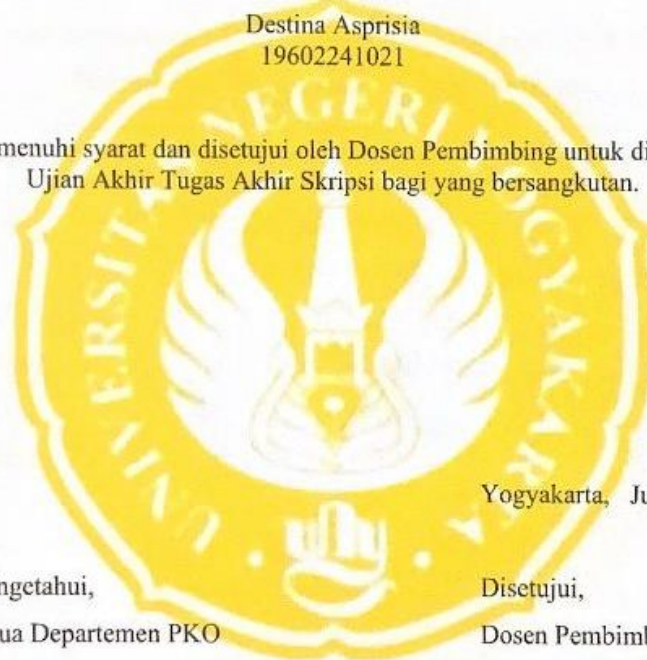 Destina Asprisia
19602241021
menuhi syarat dan disetujui oleh Dosen Pembimbing untuk di
Ujian Akhir Tugas Akhir Skripsi bagi yang bersangkutan.
UNIVERSITAS NEGERI YOGYAKARTA
Yogyakarta, Ju
ngetahui,
Disetujui,
ua Departemen PKO
Dosen Pembimb